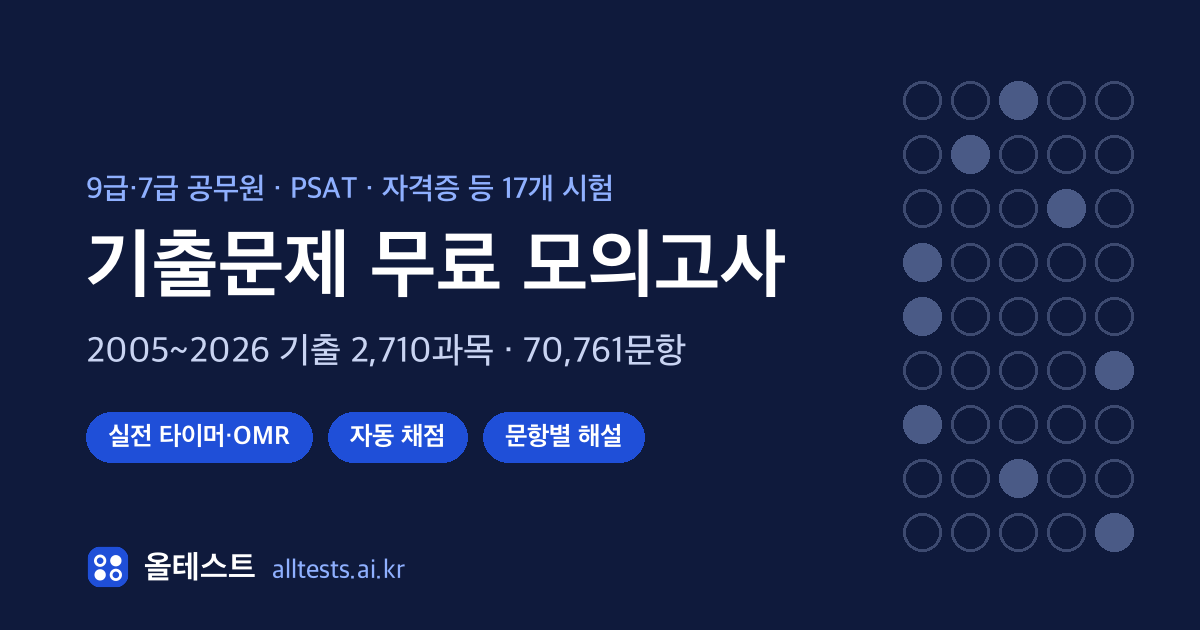 9급·7급 공무원 · PSAT · 자격증 등 17개 시험
기출문제 무료 모의고사
2005~2026 기출 2,710과목 · 70,761문항
실전 타이머·OMR 자동 채점 문항별 해설
올테스트 alltests.ai.kr